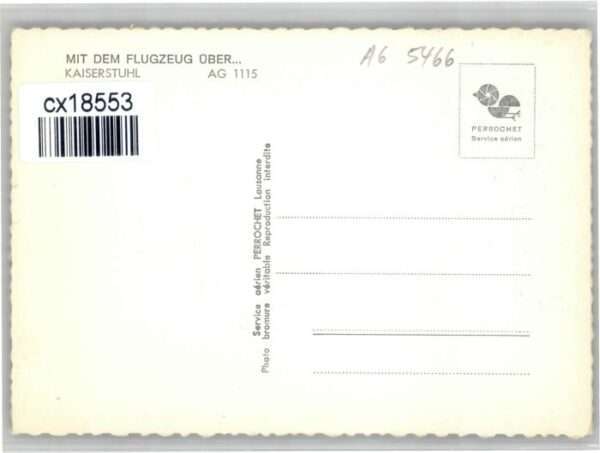 MIT DEM FLUGZEUG ÜBER...
KAISERSTUHL AG 1115
AG 5466
cx18553
PERROCHET
Service aérien
Service aérien PERROCHET Lausanne
Photo bromure véritable Reproduction interdite